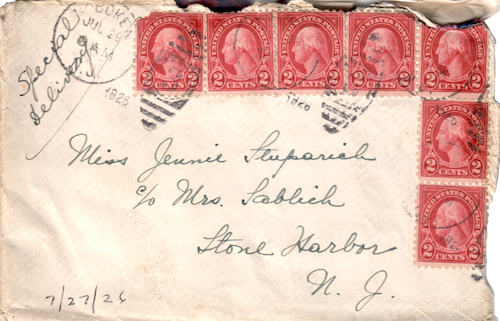 Special
delivery
JUL 28
AM
1926
1926
UNITED STATES POSTAGE
2 CENTS 2
UNITED STATES POSTAGE
2 CENTS 2
UNITED STATES POSTAGE
2 CENTS 2
UNITED STATES POSTAGE
2 CENTS 2
UNITED STATES POSTAGE
2 CENTS 2
UNITED STATES POSTAGE
2 CENTS 2
UNITED STATES POSTAGE
2 CENTS 2
Miss Jennie Stuparich
c/o Mrs. Sablich
Stone Harbor
N. J.
7/27/26